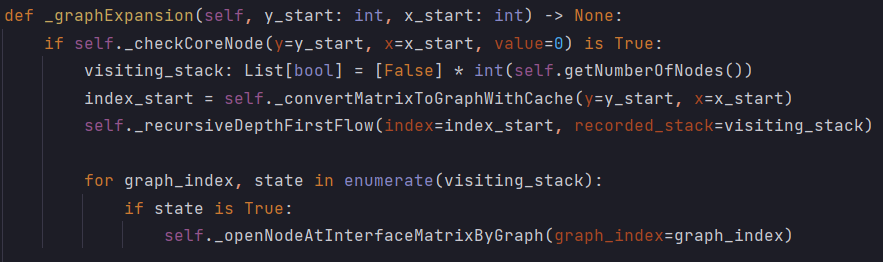 def _graphExpansion(self, y_start: int, x_start: int) -> None:
    if self._checkCoreNode(y=y_start, x=x_start, value=0) is True:
        visiting_stack: List[bool] = [False] * int(self.getNumberOfNodes())
        index_start = self._convertMatrixToGraphWithCache(y=y_start, x=x_start)
        self._recursiveDepthFirstFlow(index=index_start, recorded_stack=visiting_stack)
        for graph_index, state in enumerate(visiting_stack):
            if state is True:
                self._openNodeAtInterfaceMatrixByGraph(graph_index=graph_index)